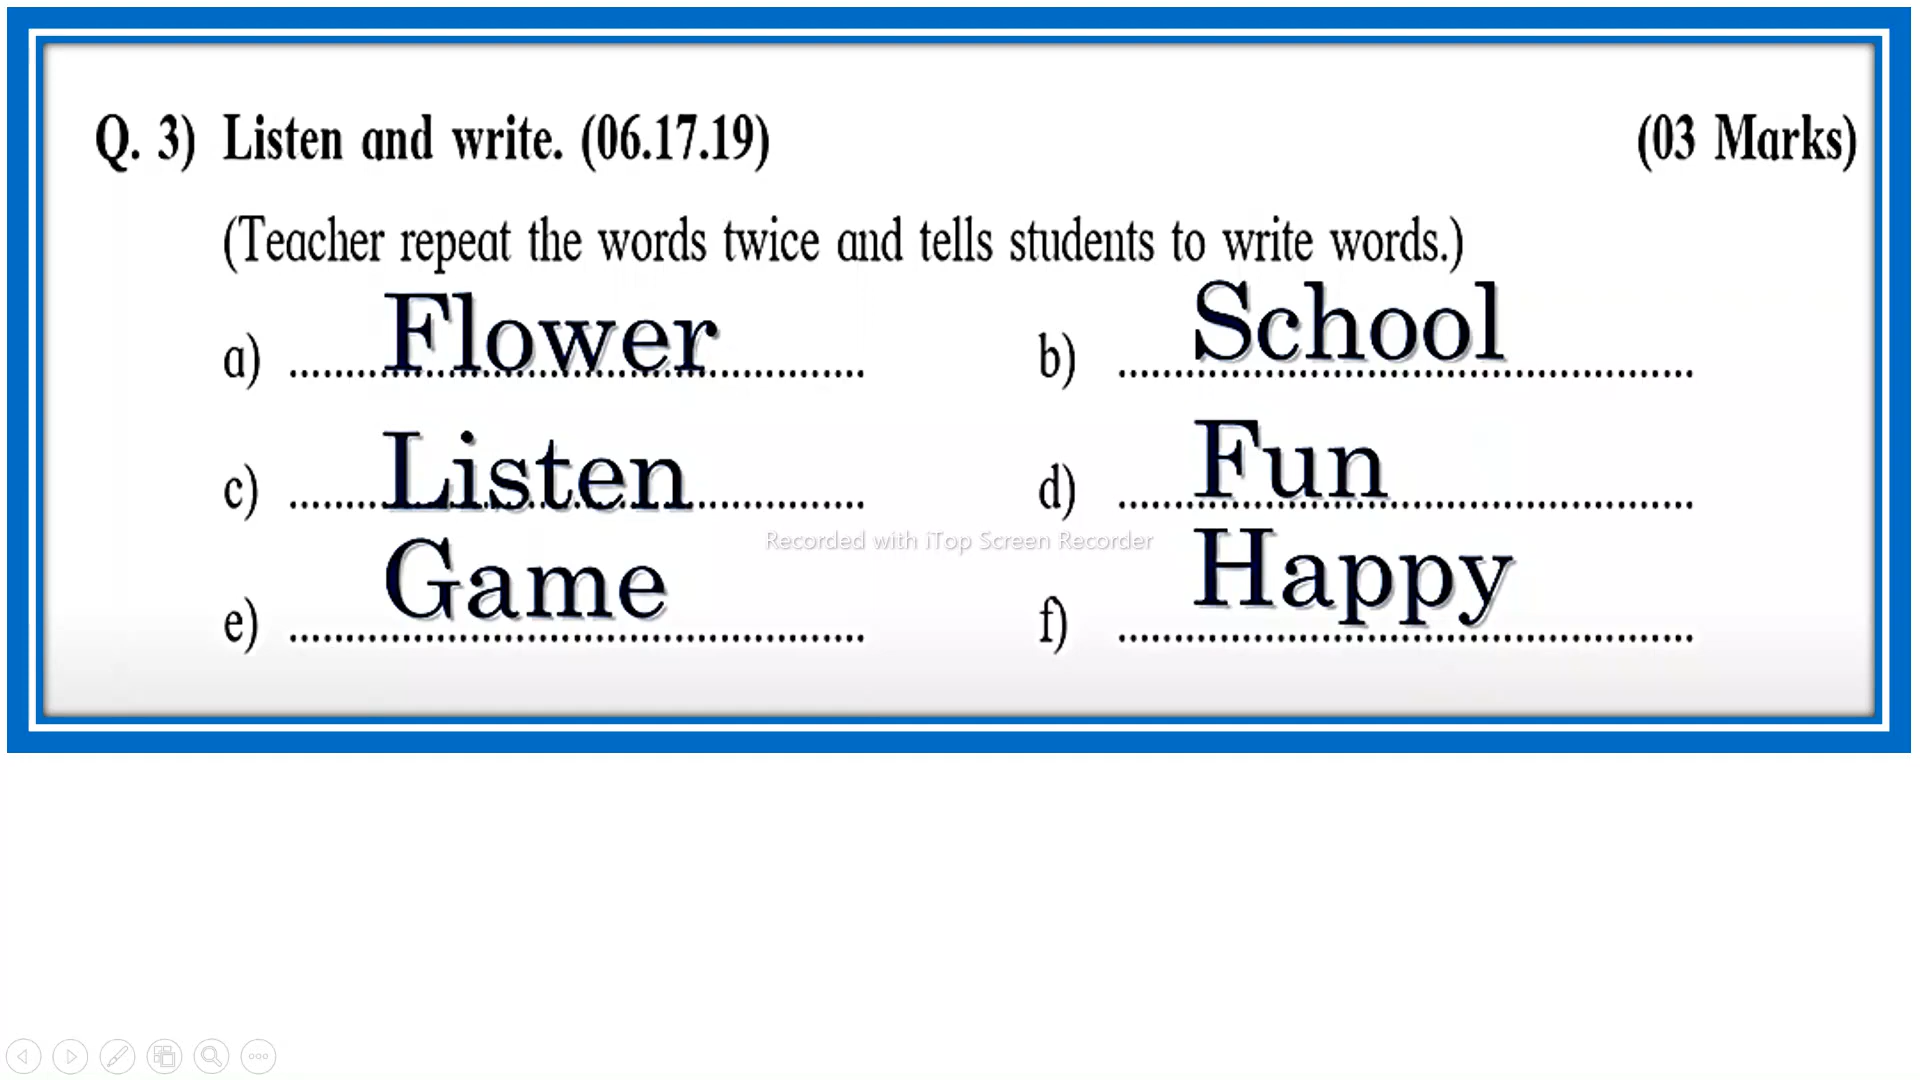 Q. 3) Listen and write. (06.17.19) (03 Marks)
(Teacher repeat the words twice and tells students to write words.)
a) Flower b) School
c) Listen d) Fun
Recorded with iTop Screen Recorder
e) Game f) Happy